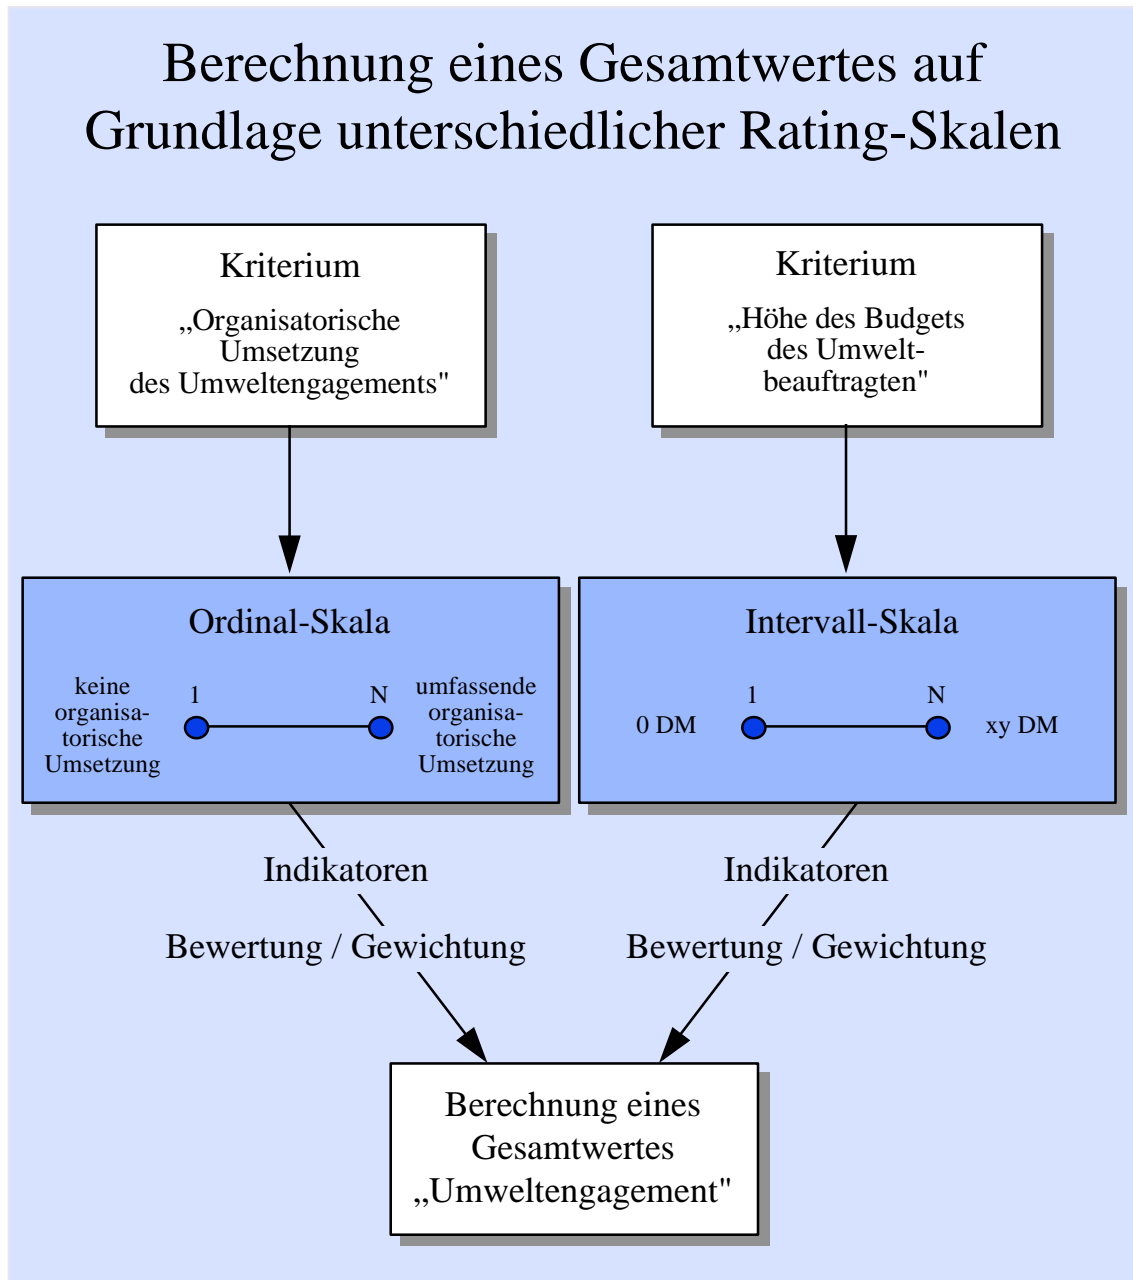 Berechnung eines Gesamtwertes auf
Grundlage unterschiedlicher Rating-Skalen
Kriterium
„Organisatorische
Umsetzung
des Umweltengagements"
Kriterium
„Höhe des Budgets
des Umwelt-
beauftragten"
Ordinal-Skala
keine
organisa-
torische
Umsetzung
1
N
umfassende
organisa-
torische
Umsetzung
Intervall-Skala
0 DM
1
N
xy DM
Indikatoren
Bewertung / Gewichtung
Indikatoren
Bewertung / Gewichtung
Berechnung eines
Gesamtwertes
„Umweltengagement"